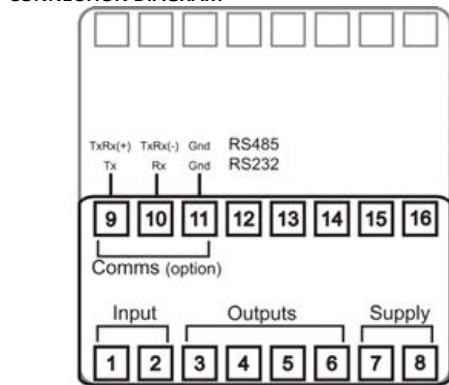 CONNECTION DIAGRAM
TxRx(+) TxRx(-) Gnd RS485
Tx Rx Gnd RS232
9 10 11 12 13 14 15 16
Comms (option)
Input Outputs Supply
1 2 3 4 5 6 7 8